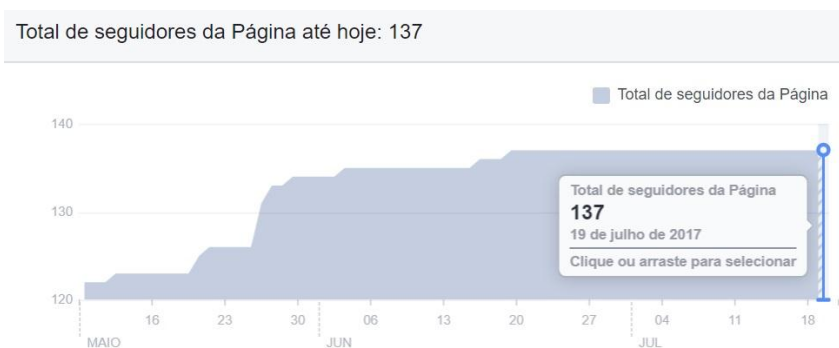 Total de seguidores da Página até hoje: 137
Total de seguidores da Página
140
130
120
Total de seguidores da Página
137
19 de julho de 2017
Clique ou arraste para selecionar
16 23 30 06 13 20 27 04 11 18
MAIO JUN JUL